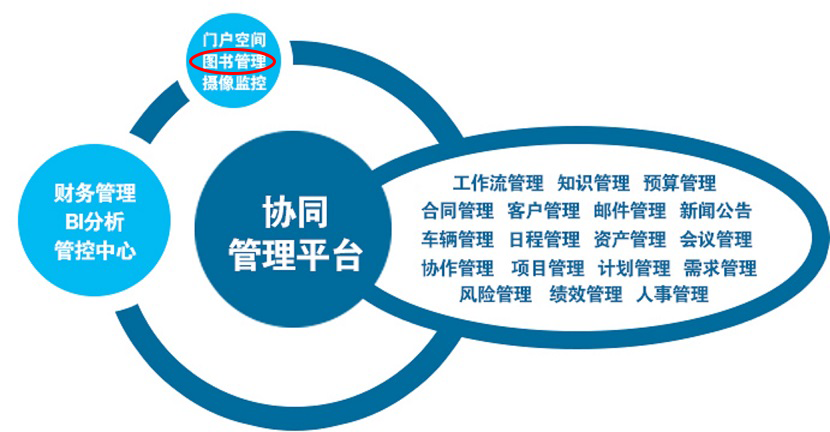 门户空间
图书管理
摄像监控
财务管理
BI分析
管控中心
协同
管理平台
工作流管理 知识管理 预算管理
合同管理 客户管理 邮件管理 新闻公告
车辆管理 日程管理 资产管理 会议管理
协作管理 项目管理 计划管理 需求管理
风险管理 绩效管理 人事管理